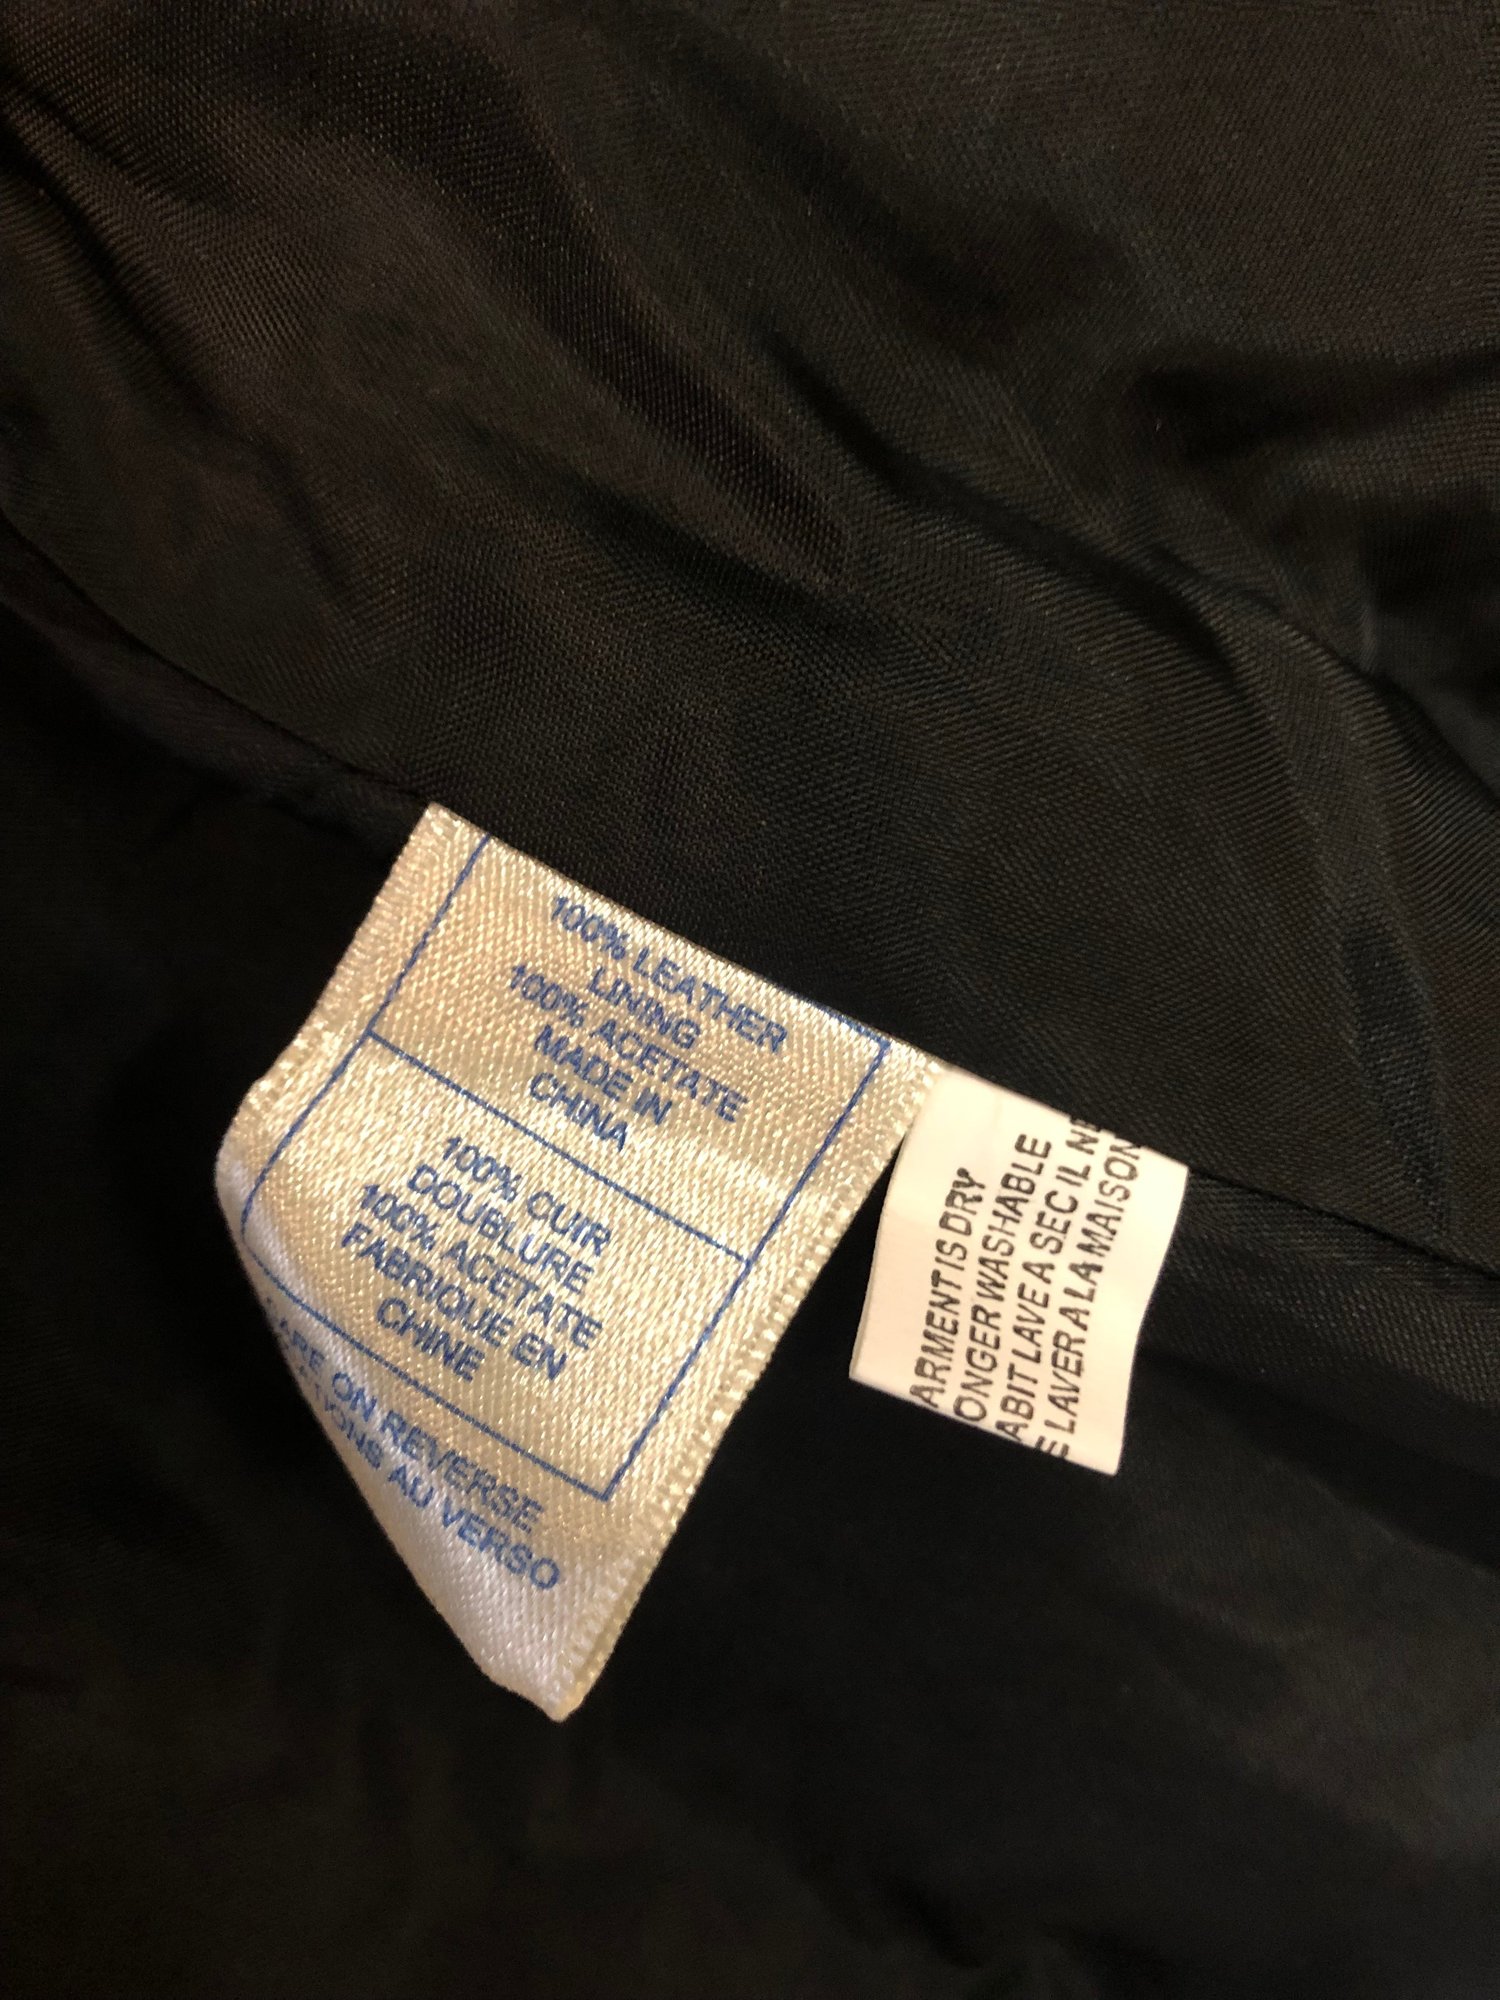 100% LEATHER
LINING
100% ACETATE
MADE IN
CHINA
100% CUIR
DOUBLURE
100% ACETATE
FABRIQUE EN
CHINE
ARE ON REVERSE
TIONS AU VERSO
ARMENT IS DRY
ONGER WASHABLE
ABIT LAVE A SEC IL NE
E LAVER A LA MAISON